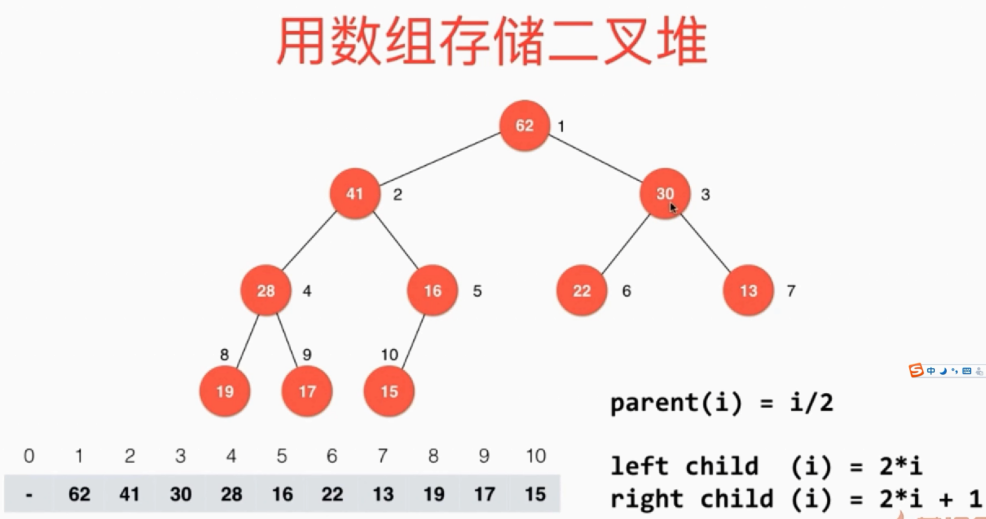 用数组存储二叉堆
62 1
41 2
30 3
28 4
16 5
22 6
13 7
8 9 10
19 17 15
中
parent(i) = i/2
left child (i) = 2*i
right child (i) = 2*i + 1
0 1 2 3 4 5 6 7 8 9 10
- 62 41 30 28 16 22 13 19 17 15